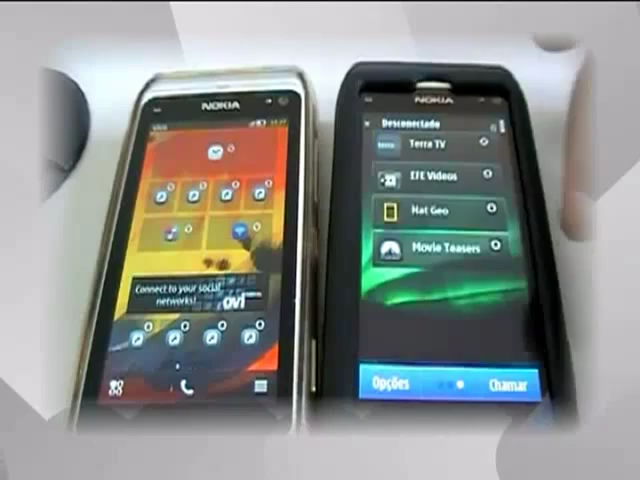 NOKIA
Connect to your social
networks!
ovi
NOKIA
Desconectado
Terra TV
EFE Videos
Nat Geo
Movie Teasers
Opções
Chamar